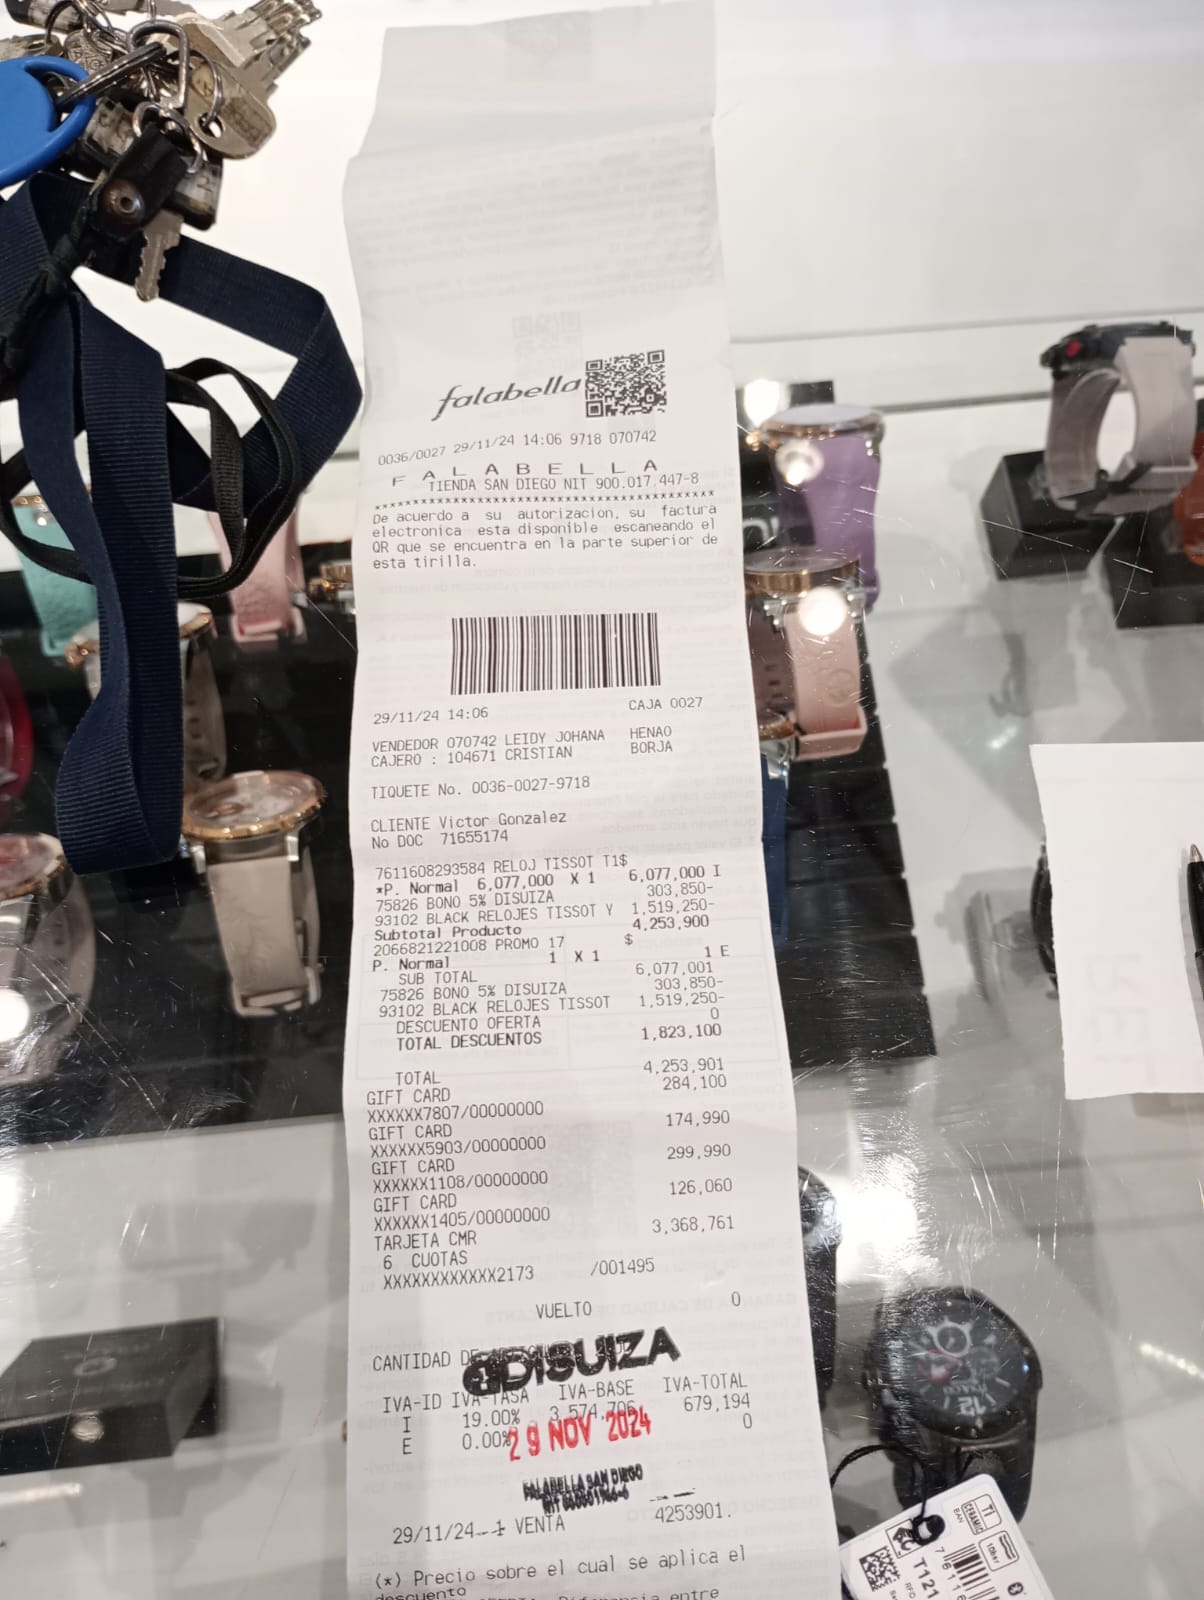 falabella
0036/0027 29/11/24 14:06 9718 070742
F A L A B E L L A
TIENDA SAN DIEGO NIT 900.017.447-8
**********************************************
De acuerdo a su autorizacion, su factura
electronica esta disponible escaneando el
QR que se encuentra en la parte superior de
esta tirilla.
29/11/24 14:06 CAJA 0027
VENDEDOR 070742 LEIDY JOHANA HENAO
CAJERO : 104671 CRISTIAN BORJA
TIQUETE No. 0036-0027-9718
CLIENTE Victor Gonzalez
No DOC 71655174
7611608293584 RELOJ TISSOT T1$
*P. Normal 6,077,000 X 1 6,077,000 I
75826 BONO 5% DISUIZA 303,850-
93102 BLACK RELOJES TISSOT Y 1,519,250-
Subtotal Producto 4,253,900
2066821221008 PROMO 17 $
P. Normal 1 X 1 1 E
SUB TOTAL 6,077,001
75826 BONO 5% DISUIZA 303,850-
93102 BLACK RELOJES TISSOT 1,519,250-
DESCUENTO OFERTA 0
TOTAL DESCUENTOS 1,823,100
TOTAL 4,253,901
GIFT CARD 284,100
XXXXXX7807/00000000
GIFT CARD 174,990
XXXXXX5903/00000000
GIFT CARD 299,990
XXXXXX1108/00000000
GIFT CARD 126,060
XXXXXX1405/00000000
TARJETA CMR 3,368,761
6 CUOTAS
XXXXXXXXXXXX2173 /001495
VUELTO 0
CANTIDAD DE
DISUIZA
IVA-ID IVA-TASA IVA-BASE IVA-TOTAL
I 19.00% 3,574,706 679,194
E 0.00% 0
29 NOV 2024
FALABELLA SAN DIEGO
29/11/24 1 VENTA 4253901.
(*) Precio sobre el cual se aplica el
descuento
Diferencia entre
T1
CERAMIC
EAN
T121
RFC